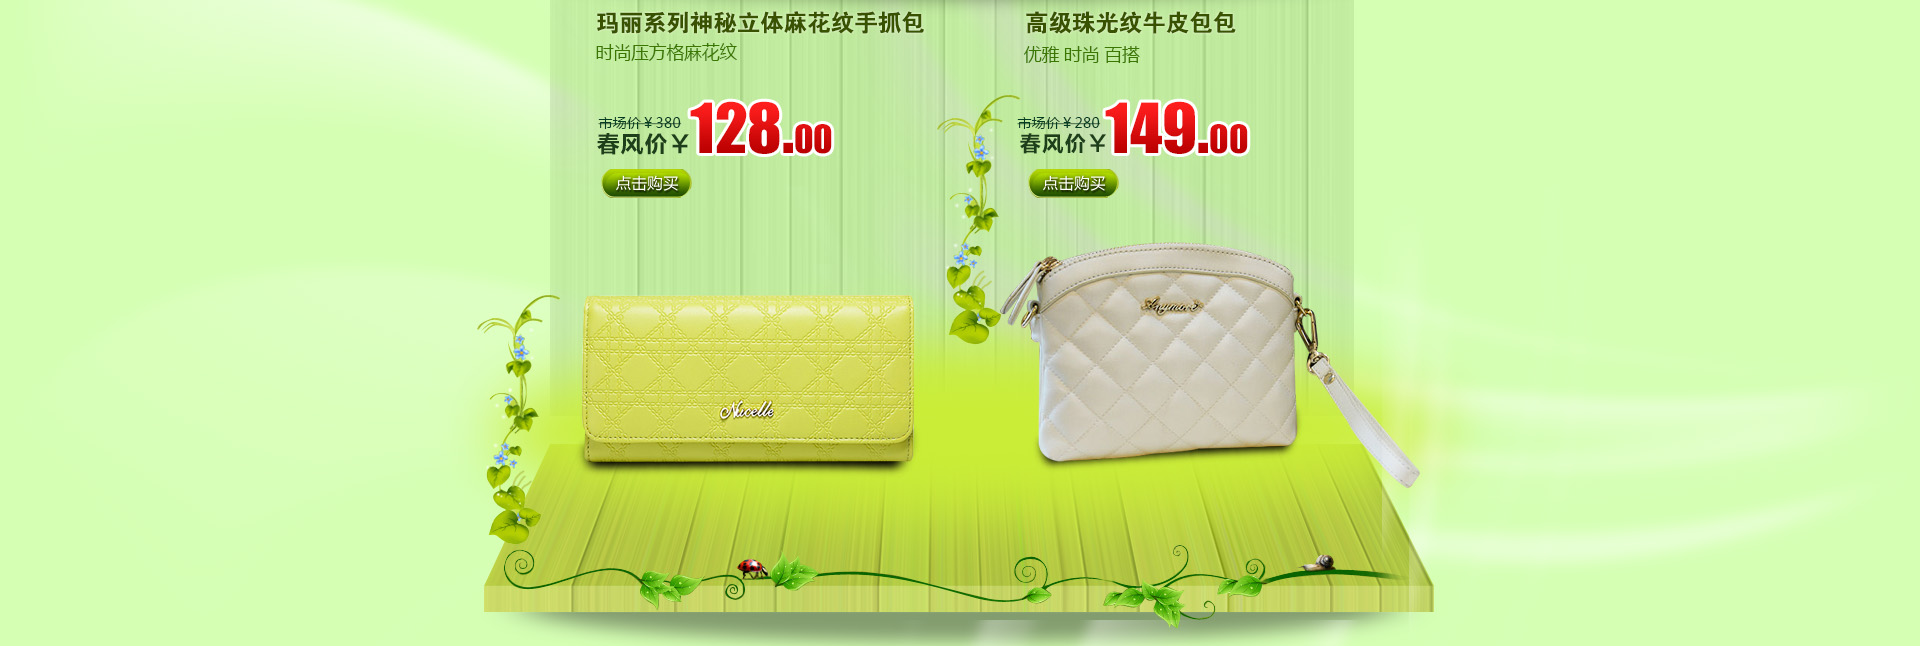 玛丽系列神秘立体麻花纹手抓包
时尚压方格麻花纹
市场价¥380
春风价¥128.00
点击购买
Nucelle
高级珠光纹牛皮包包
优雅 时尚 百搭
市场价¥280
春风价¥149.00
点击购买